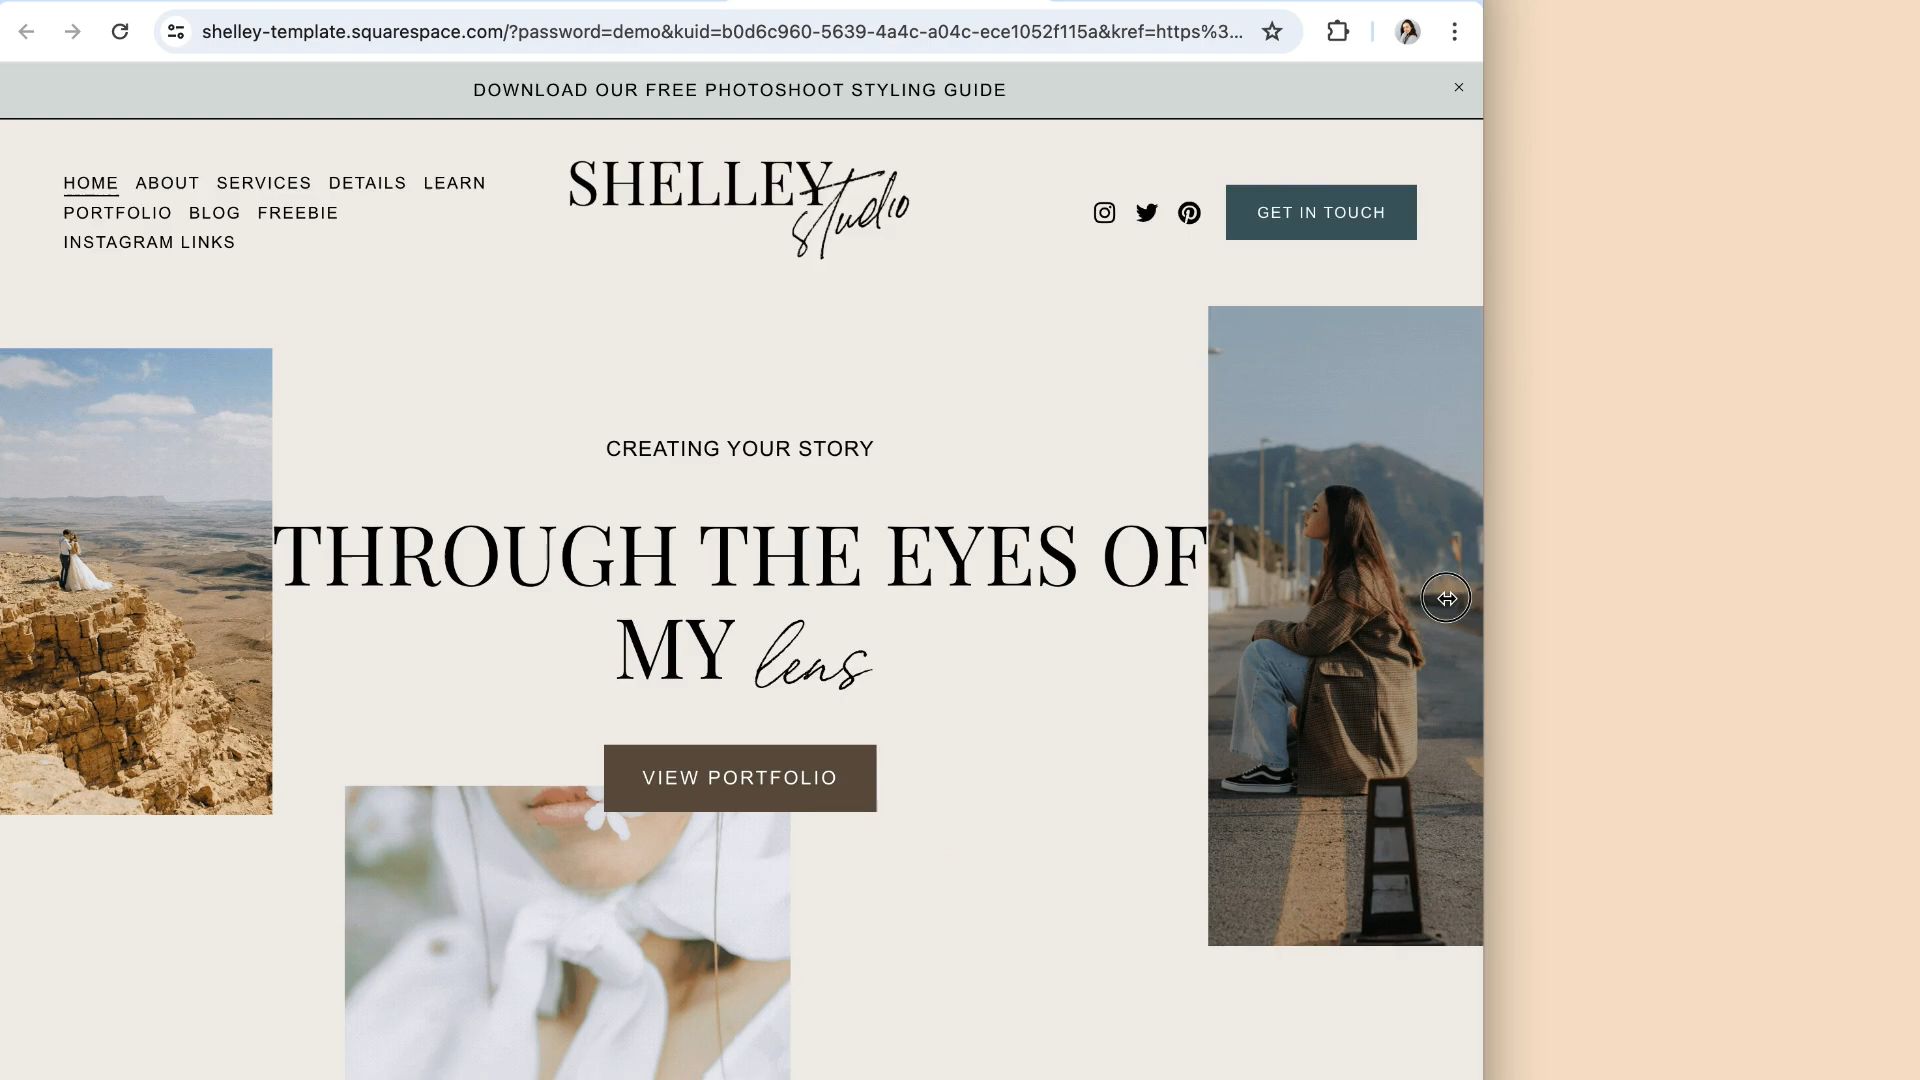 shelley-template.squarespace.com/?password=demo&kuid=b0d6c960-5639-4a4c-a04c-ece1052f115a&kref=https%3...
DOWNLOAD OUR FREE PHOTOSHOOT STYLING GUIDE
HOME ABOUT SERVICES DETAILS LEARN
PORTFOLIO BLOG FREEBIE
INSTAGRAM LINKS
SHELLEY
studio
GET IN TOUCH
CREATING YOUR STORY
THROUGH THE EYES OF
MY lens
VIEW PORTFOLIO